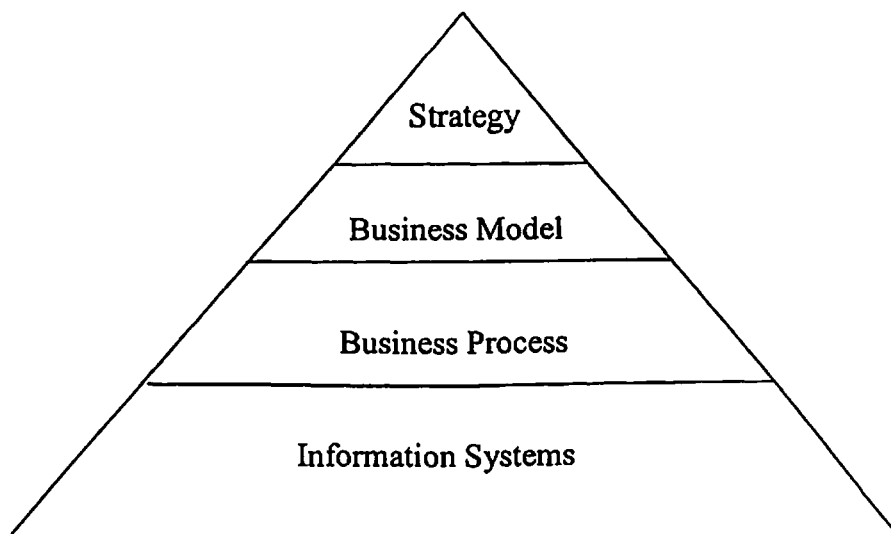 Strategy
Business Model
Business Process
Information Systems